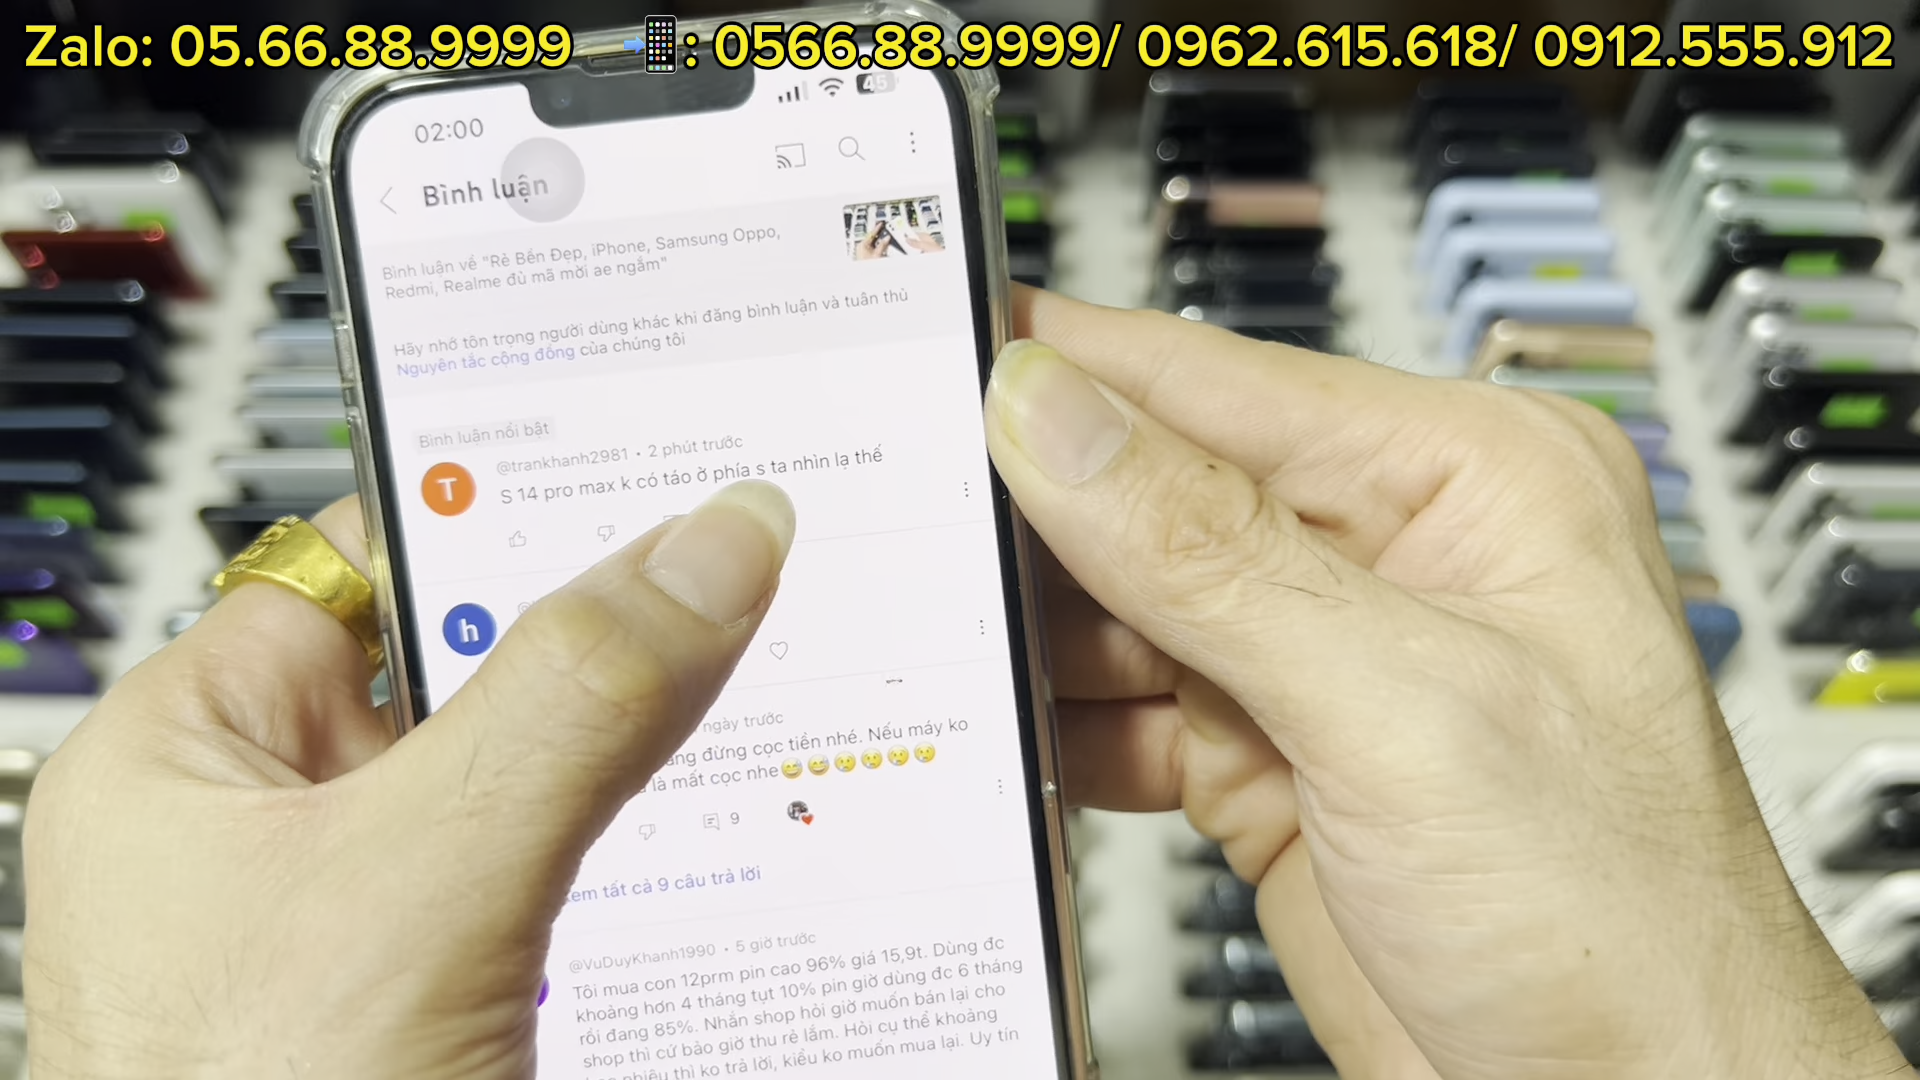 Zalo: 05.66.88.9999 📲: 0566.88.9999/ 0962.615.618/ 0912.555.912
02:00
45
Bình luận
Bình luận về "Rẻ Bền Đẹp, iPhone, Samsung Oppo,
Redmi, Realme đủ mã mời ae ngắm"
Hãy nhớ tôn trọng người dùng khác khi đăng bình luận và tuân thủ
Nguyên tắc cộng đồng của chúng tôi
Bình luận nổi bật
T
@trankhanh2981 • 2 phút trước
S 14 pro max k có táo ở phía s ta nhìn lạ thế
h
ngày trước
đừng cọc tiền nhé. Nếu máy ko
là mất cọc nhe😅😅😢😢😢😢
9
tất cả 9 câu trả lời
@VuDuyKhanh1990 • 5 giờ trước
Tôi mua con 12prm pin cao 96% giá 15,9t. Dùng đc
khoảng hơn 4 tháng tụt 10% pin giờ dùng đc 6 tháng
rồi đang 85%. Nhắn shop hỏi giờ muốn bán lại cho
shop thì cứ bảo giờ thu rẻ lắm. Hỏi cụ thể khoảng
nhiêu thì ko trả lời, kiểu ko muốn mua lại. Uy tín